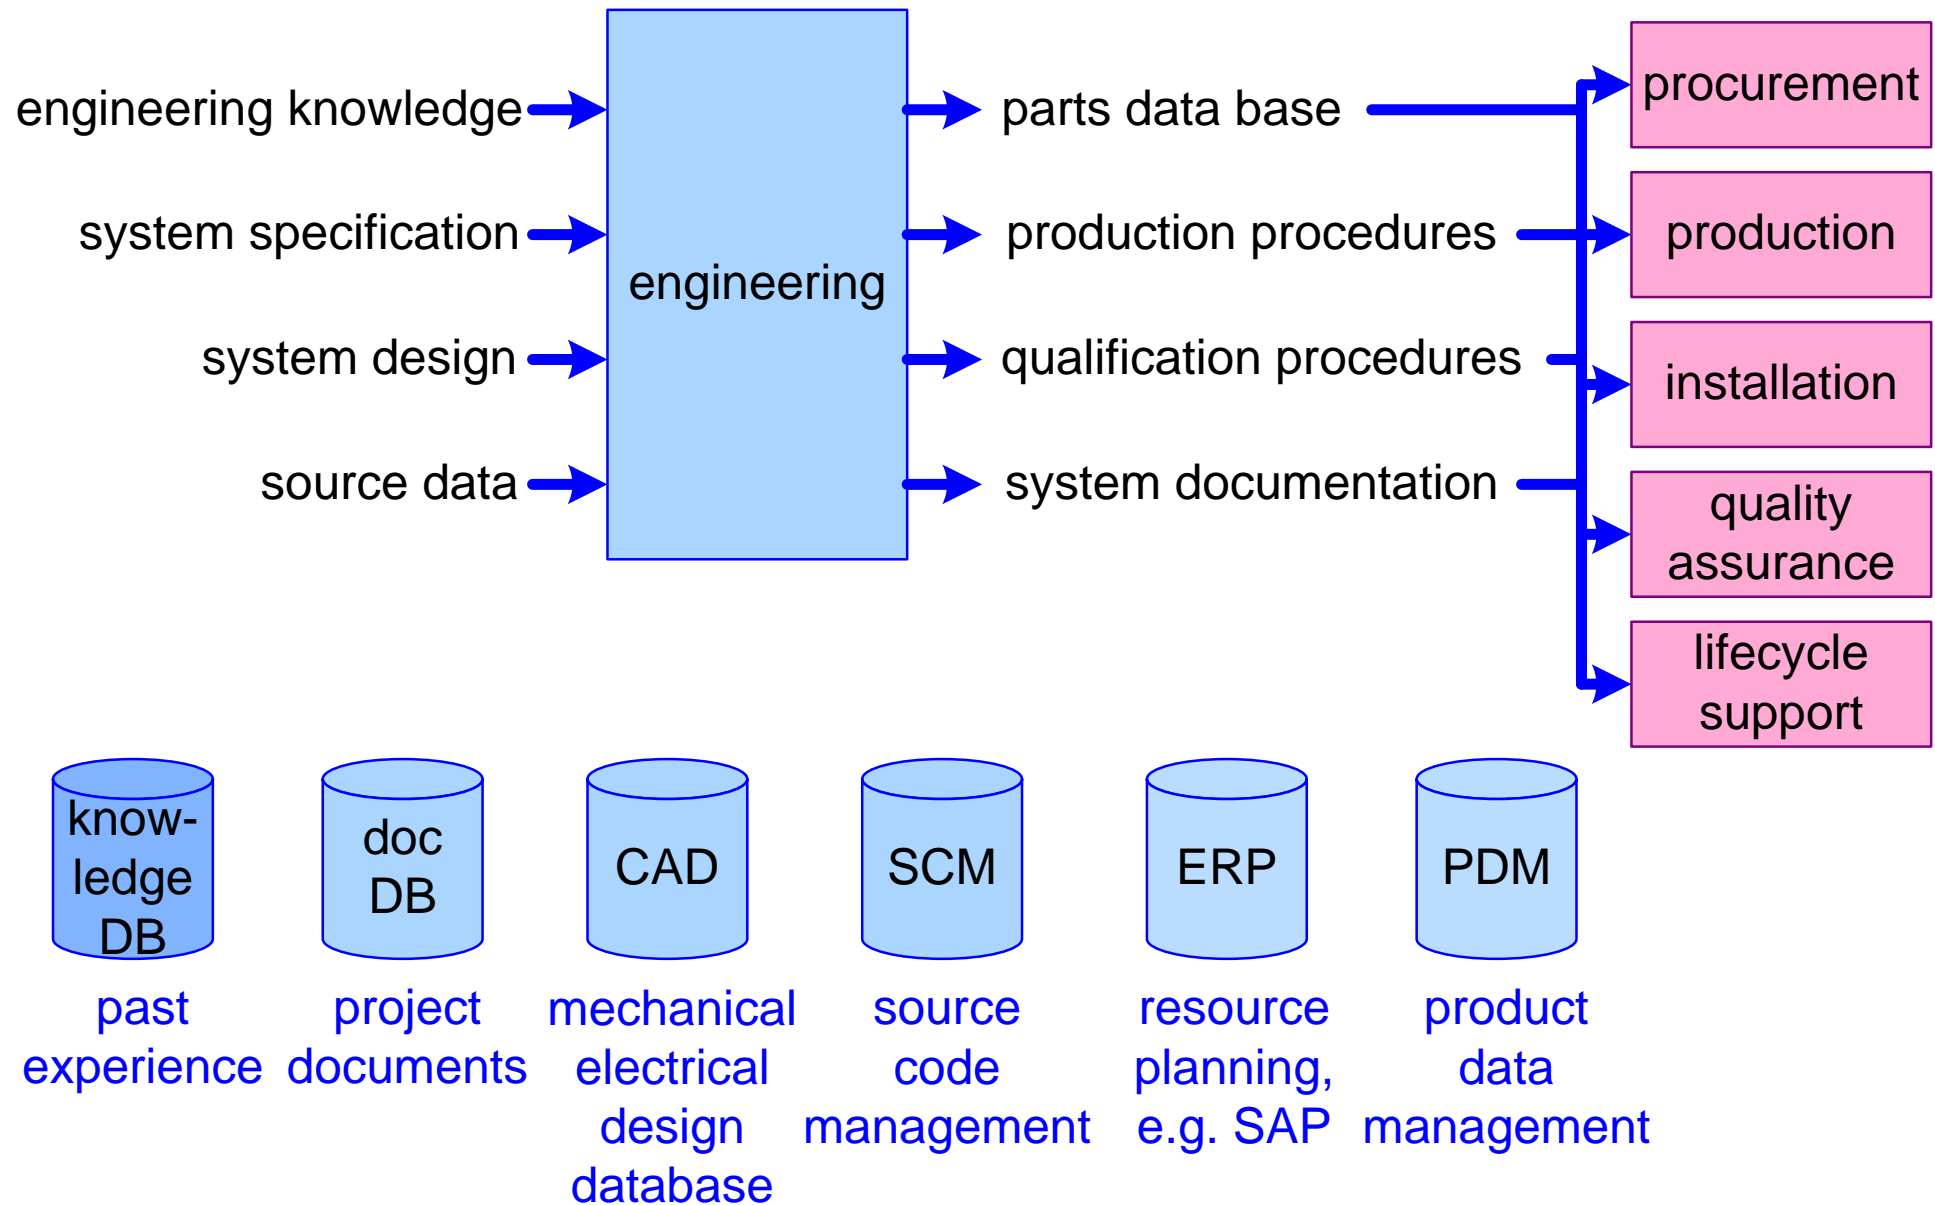 engineering knowledge
system specification
system design
source data
engineering
parts data base
production procedures
qualification procedures
system documentation
procurement
production
installation
quality
assurance
lifecycle
support
know-
ledge
DB
doc
DB
CAD
SCM
ERP
PDM
past
experience
project
documents
mechanical
electrical
design
database
source
code
management
resource
planning,
e.g. SAP
product
data
management